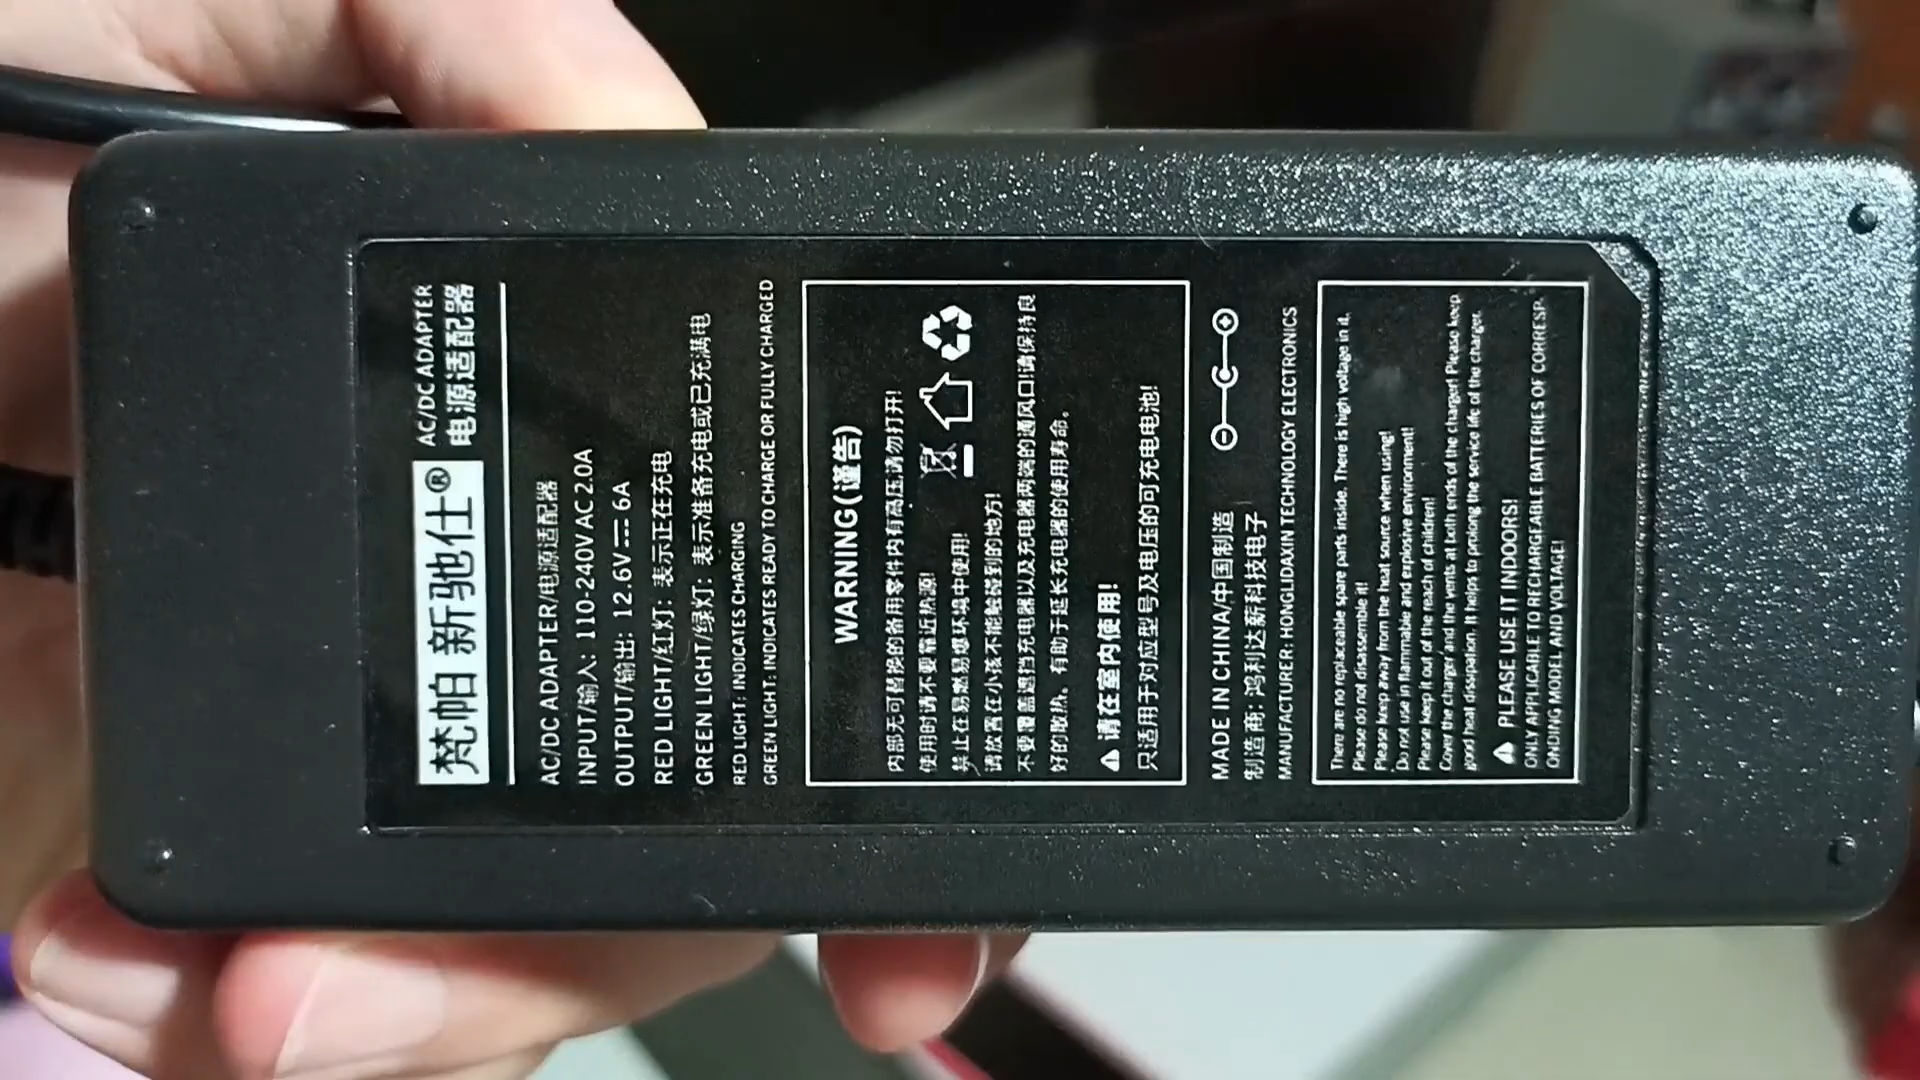 梵帕 新驰仕®
AC/DC ADAPTER
电源适配器
AC/DC ADAPTER/电源适配器
INPUT/输入: 110-240V AC 2.0A
OUTPUT/输出: 12.6V⎓6A
RED LIGHT/红灯: 表示正在充电
GREEN LIGHT/绿灯: 表示准备充电或已充满电
RED LIGHT: INDICATES CHARGING
GREEN LIGHT: INDICATES READY TO CHARGE OR FULLY CHARGED
WARNING(谨告)
内部无可替换的备用零件内有高压请勿打开!
使用时请不要靠近热源!
禁止在易燃易爆环境中使用!
请放置在小孩不能触碰到的地方!
不要覆盖遮挡充电器以及充电器两端的通风口!请保持良
好的散热。有助于延长充电器的使用寿命。
请在室内使用!
只适用于对应型号及电压的可充电电池!
MADE IN CHINA/中国制造
制造商: 鸿利达薪科技电子
MANUFACTURER: HONGLIDAXIN TECHNOLOGY ELECTRONICS
There are no replaceable spare parts inside. There is high voltage in it.
Please do not disassemble it!
Please keep away from the heat source when using!
Do not use in flammable and explosive environment!
Please keep it out of the reach of children!
Cover the charger and the vents at both ends of the charger! Please keep
good heat dissipation. It helps to prolong the service life of the charger.
PLEASE USE IT INDOORS!
ONLY APPLICABLE TO RECHARGEABLE BATTERIES OF CORRESP
ONDING MODEL AND VOLTAGE!